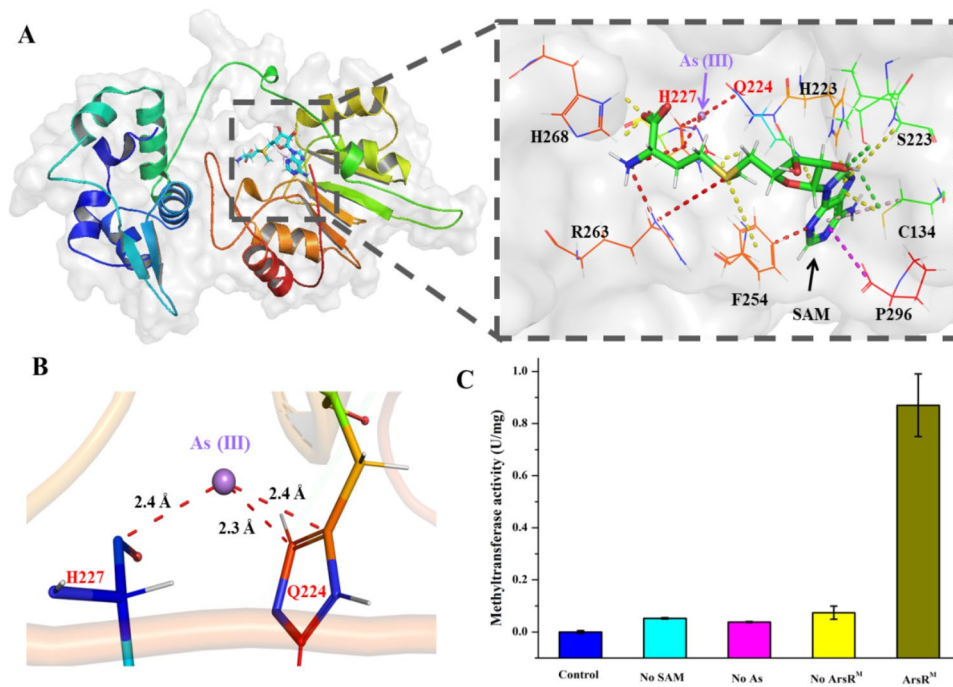 A
As (III)
H227
Q224
H223
H268
S223
R263
C134
F254
SAM
P296
B
As (III)
2.4 Å
2.4 Å
2.3 Å
H227
Q224
C
Methyltransferase activity (U/mg)
1.0
0.8
0.6
0.4
0.2
0.0
Control
No SAM
No As
No ArsRᴹ
ArsRᴹ